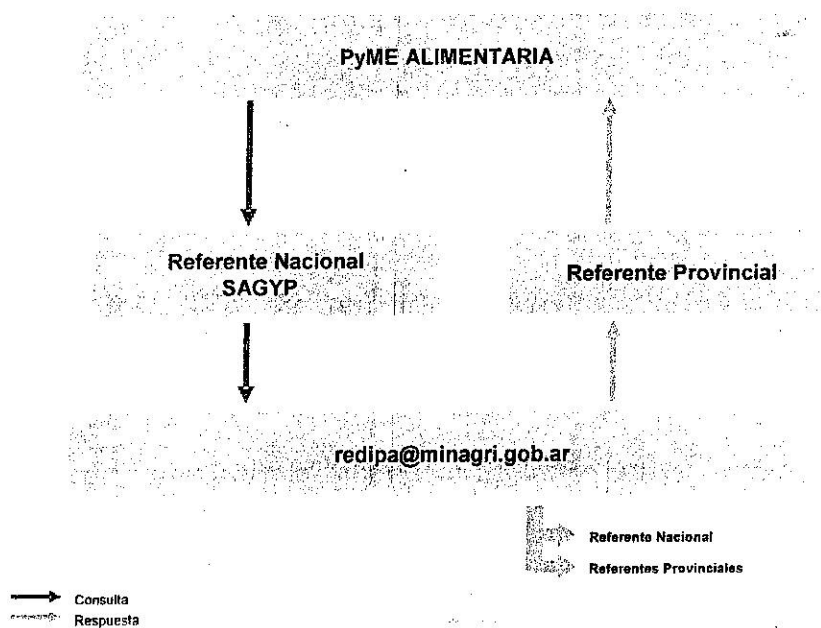 PyME ALIMENTARIA
Referente Nacional
SAGYP
Referente Provincial
redipa@minagri.gob.ar
Referente Nacional
Referentes Provinciales
Consulta
Respuesta